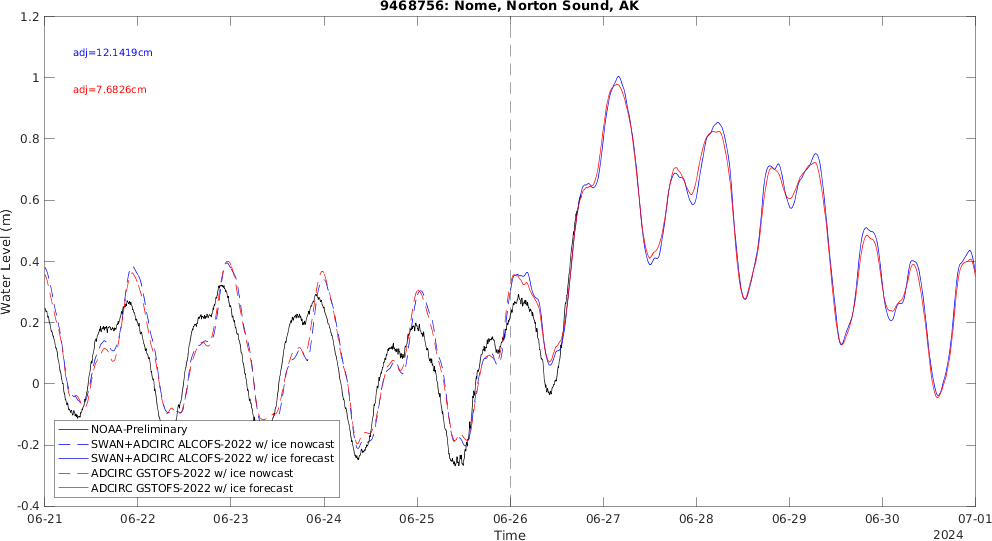 9468756: Nome, Norton Sound, AK
1.2
1
0.8
0.6
0.4
0.2
0
-0.2
-0.4
Water Level (m)
adj=12.1419cm
adj=7.6826cm
NOAA-Preliminary
SWAN+ADCIRC ALCOFS-2022 w/ ice nowcast
SWAN+ADCIRC ALCOFS-2022 w/ ice forecast
ADCIRC GSTOFS-2022 w/ ice nowcast
ADCIRC GSTOFS-2022 w/ ice forecast
06-21 06-22 06-23 06-24 06-25 06-26 06-27 06-28 06-29 06-30 07-01
Time
2024